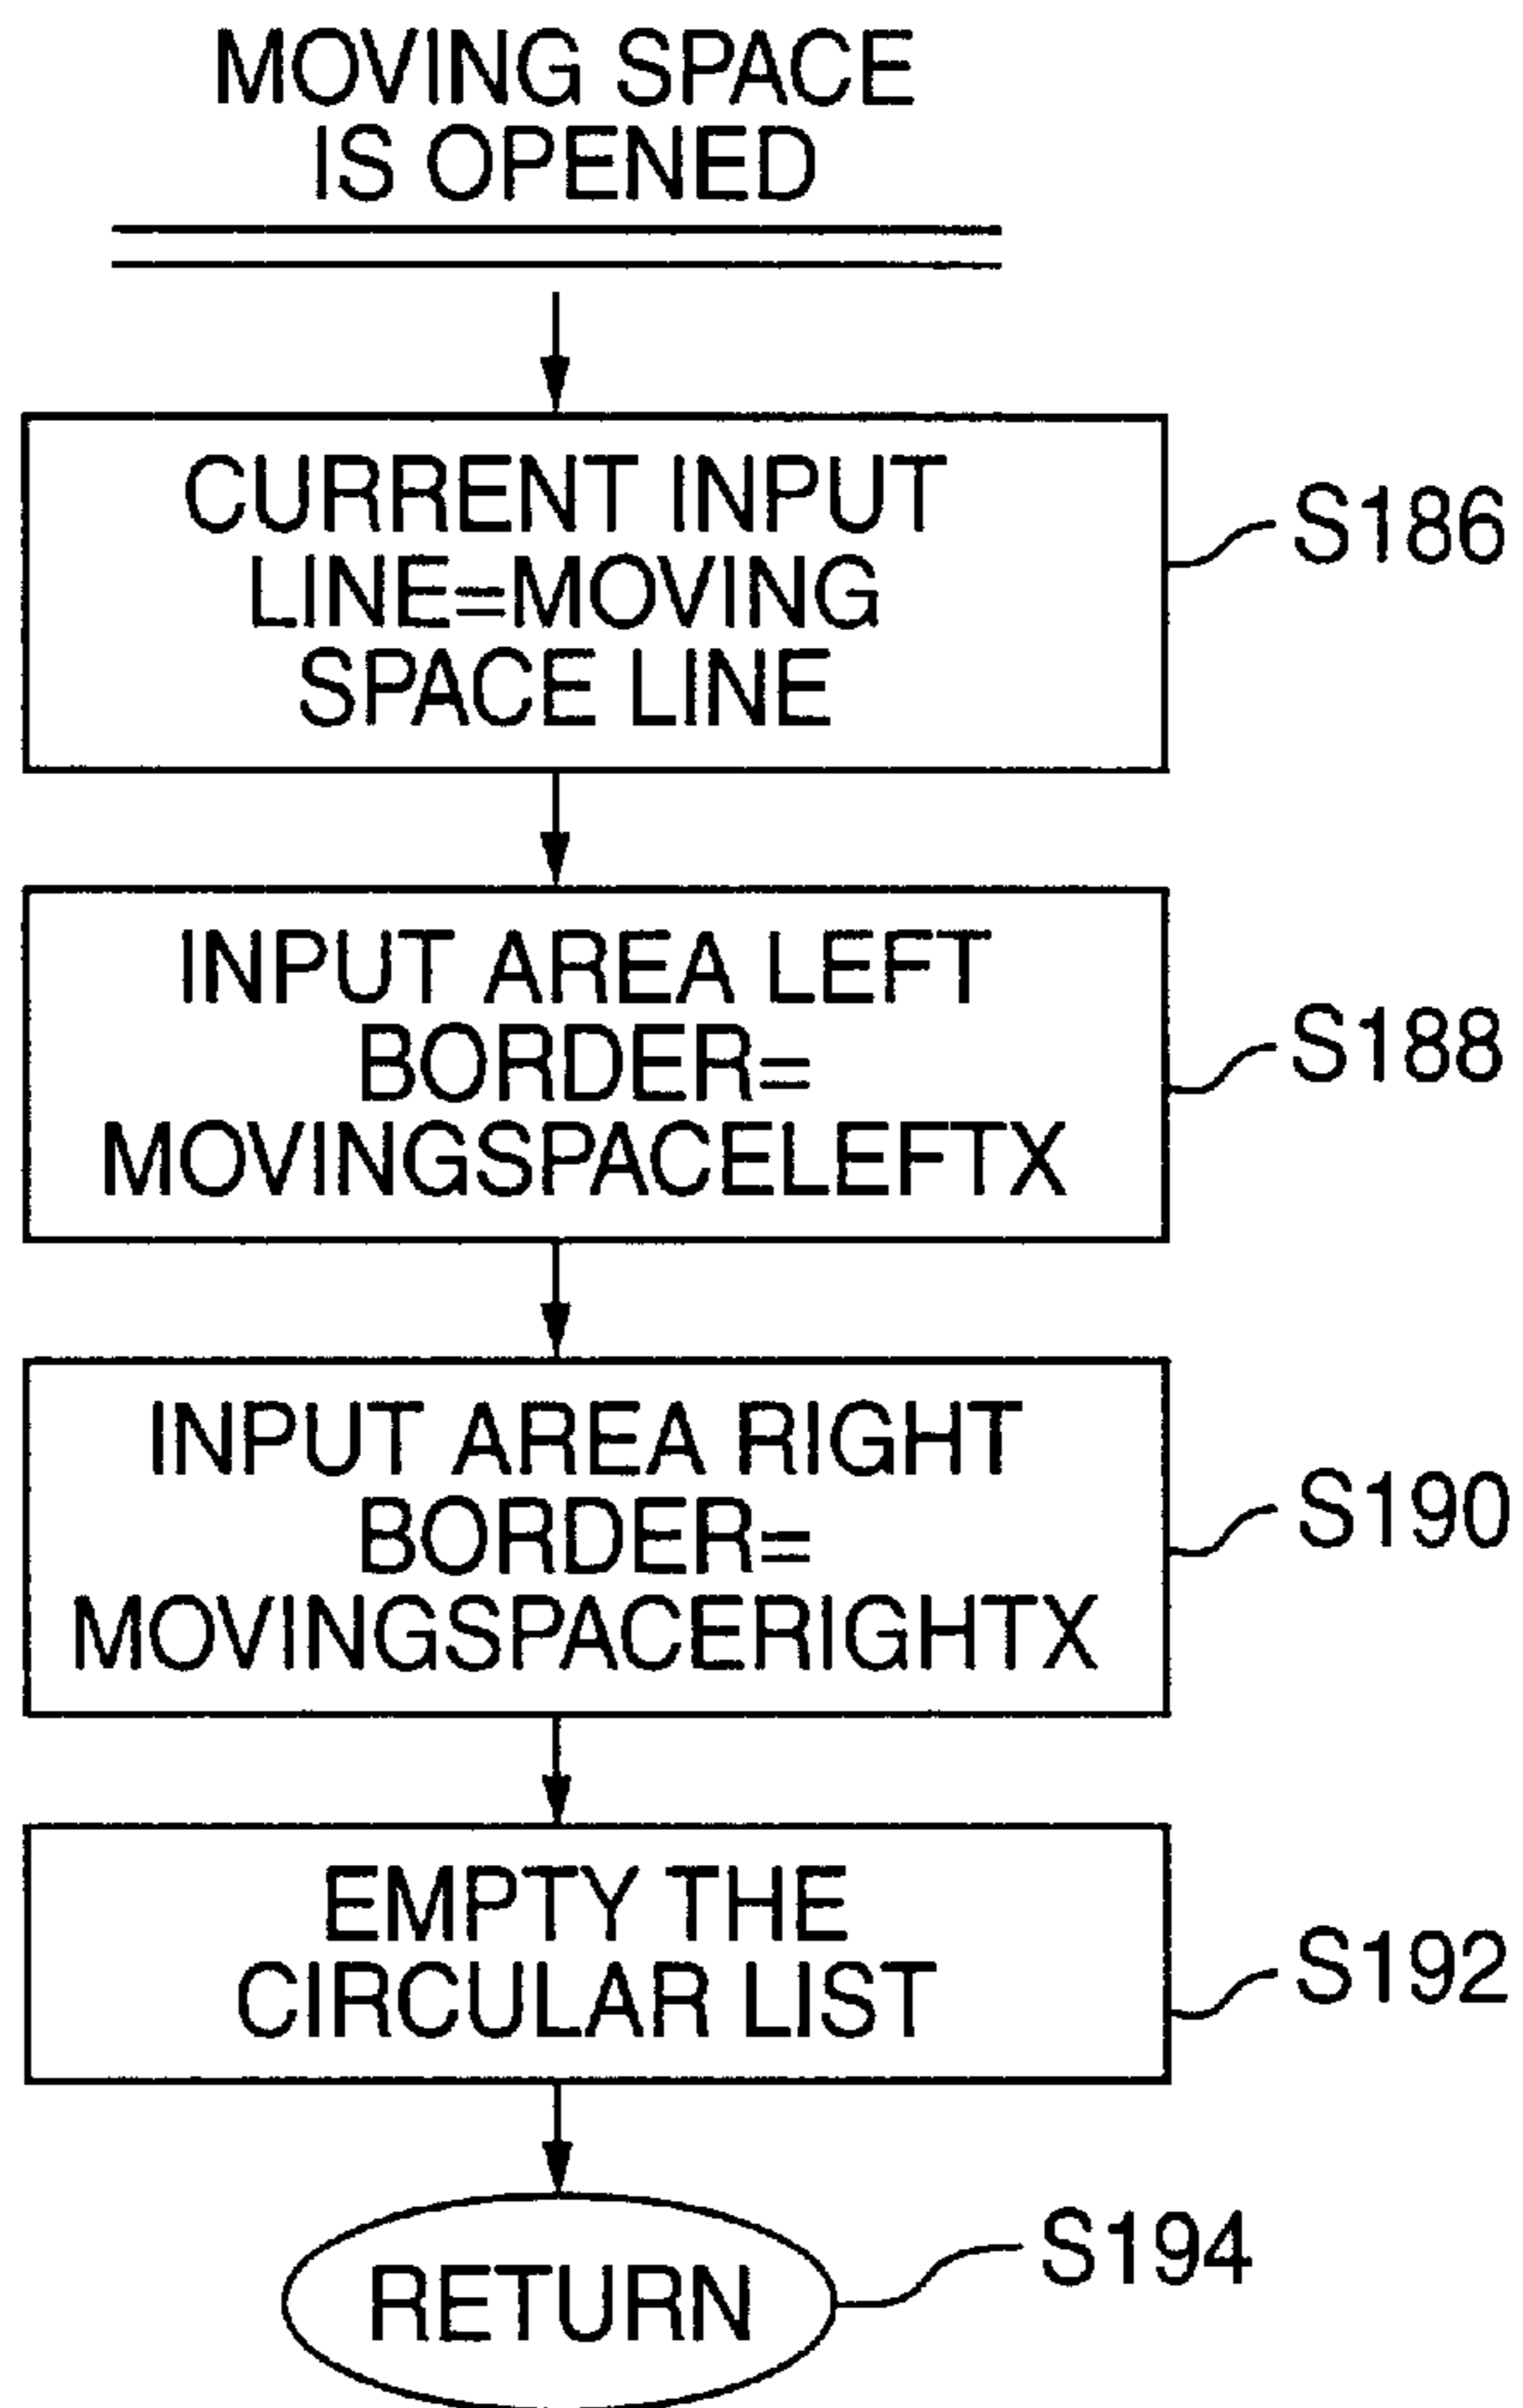 MOVING SPACE
IS OPENED
CURRENT INPUT
LINE=MOVING
SPACE LINE
S186
INPUT AREA LEFT
BORDER=
MOVINGSPACELEFTX
S188
INPUT AREA RIGHT
BORDER=
MOVINGSPACERIGHTX
S190
EMPTY THE
CIRCULAR LIST
S192
RETURN
S194